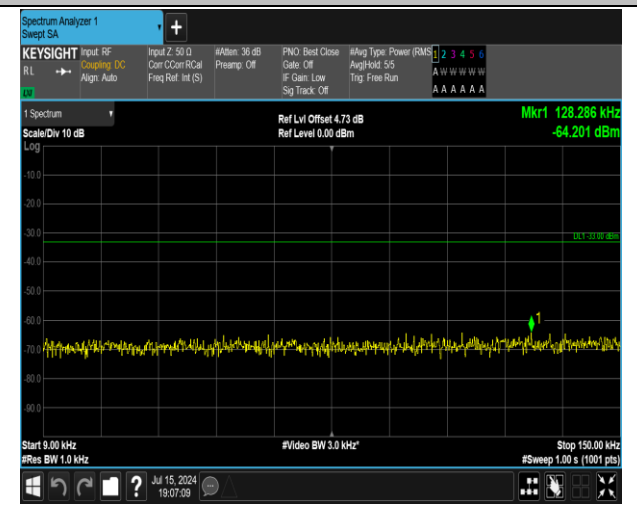 Spectrum Analyzer 1
Swept SA
+
KEYSIGHT
RL
LV
Input: RF
Coupling: DC
Align: Auto
Input Z: 50 Ω
Corr CCorr RCal
Freq Ref: Int (S)
#Atten: 36 dB
Preamp: Off
PNO: Best Close
Gate: Off
IF Gain: Low
Sig Track: Off
#Avg Type: Power (RMS
Avg|Hold: 5/5
Trig: Free Run
1 2 3 4 5 6
A W W W W W
A A A A A A
1 Spectrum
Scale/Div 10 dB
Ref Lvl Offset 4.73 dB
Ref Level 0.00 dBm
Mkr1 128.286 kHz
-64.201 dBm
Log
-10.0
-20.0
-30.0
DL1 -33.00 dBm
-40.0
-50.0
-60.0
1
-70.0
-80.0
-90.0
Start 9.00 kHz
#Video BW 3.0 kHz*
Stop 150.00 kHz
#Res BW 1.0 kHz
#Sweep 1.00 s (1001 pts)
?
Jul 15, 2024
19:07:09